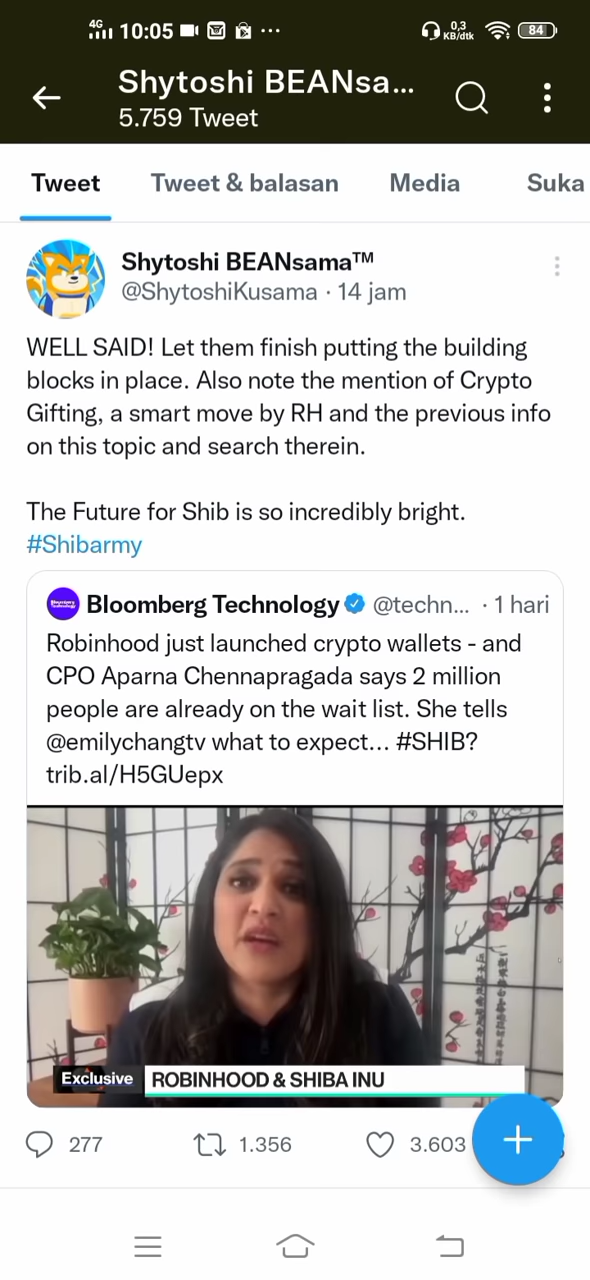 4G 10:05 ... 0,3 KB/dtk 84
Shytoshi BEANsa...
5.759 Tweet
Tweet Tweet & balasan Media Suka
Shytoshi BEANsama™
@ShytoshiKusama · 14 jam
WELL SAID! Let them finish putting the building
blocks in place. Also note the mention of Crypto
Gifting, a smart move by RH and the previous info
on this topic and search therein.
The Future for Shib is so incredibly bright.
#Shibarmy
Bloomberg Technology @techn... · 1 hari
Robinhood just launched crypto wallets - and
CPO Aparna Chennapragada says 2 million
people are already on the wait list. She tells
@emilychangtv what to expect... #SHIB?
trib.al/H5GUepx
Exclusive ROBINHOOD & SHIBA INU
277 1.356 3.603